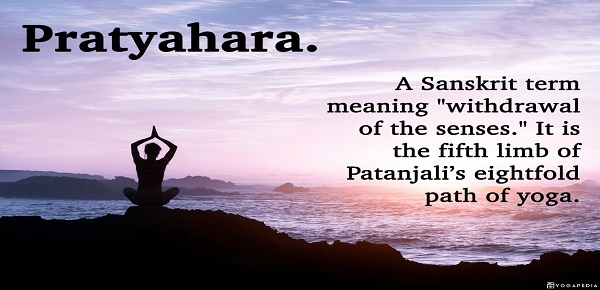 Pratyahara.
A Sanskrit term
meaning "withdrawal
of the senses." It is
the fifth limb of
Patanjali’s eightfold
path of yoga.
YOGAPEDIA